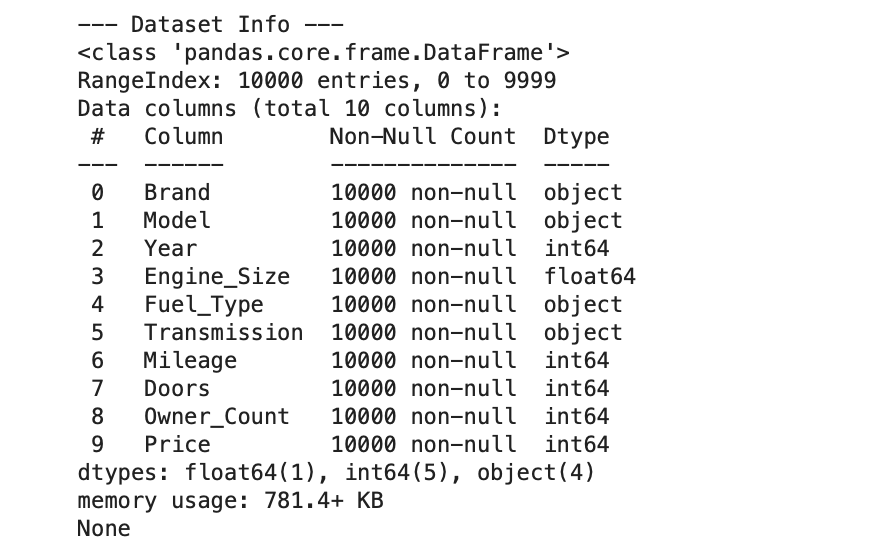 --- Dataset Info ---
<class 'pandas.core.frame.DataFrame'>
RangeIndex: 10000 entries, 0 to 9999
Data columns (total 10 columns):
 #   Column        Non-Null Count  Dtype
---  ------        --------------  -----
 0   Brand         10000 non-null  object
 1   Model         10000 non-null  object
 2   Year          10000 non-null  int64
 3   Engine_Size   10000 non-null  float64
 4   Fuel_Type     10000 non-null  object
 5   Transmission  10000 non-null  object
 6   Mileage       10000 non-null  int64
 7   Doors         10000 non-null  int64
 8   Owner_Count   10000 non-null  int64
 9   Price         10000 non-null  int64
dtypes: float64(1), int64(5), object(4)
memory usage: 781.4+ KB
None